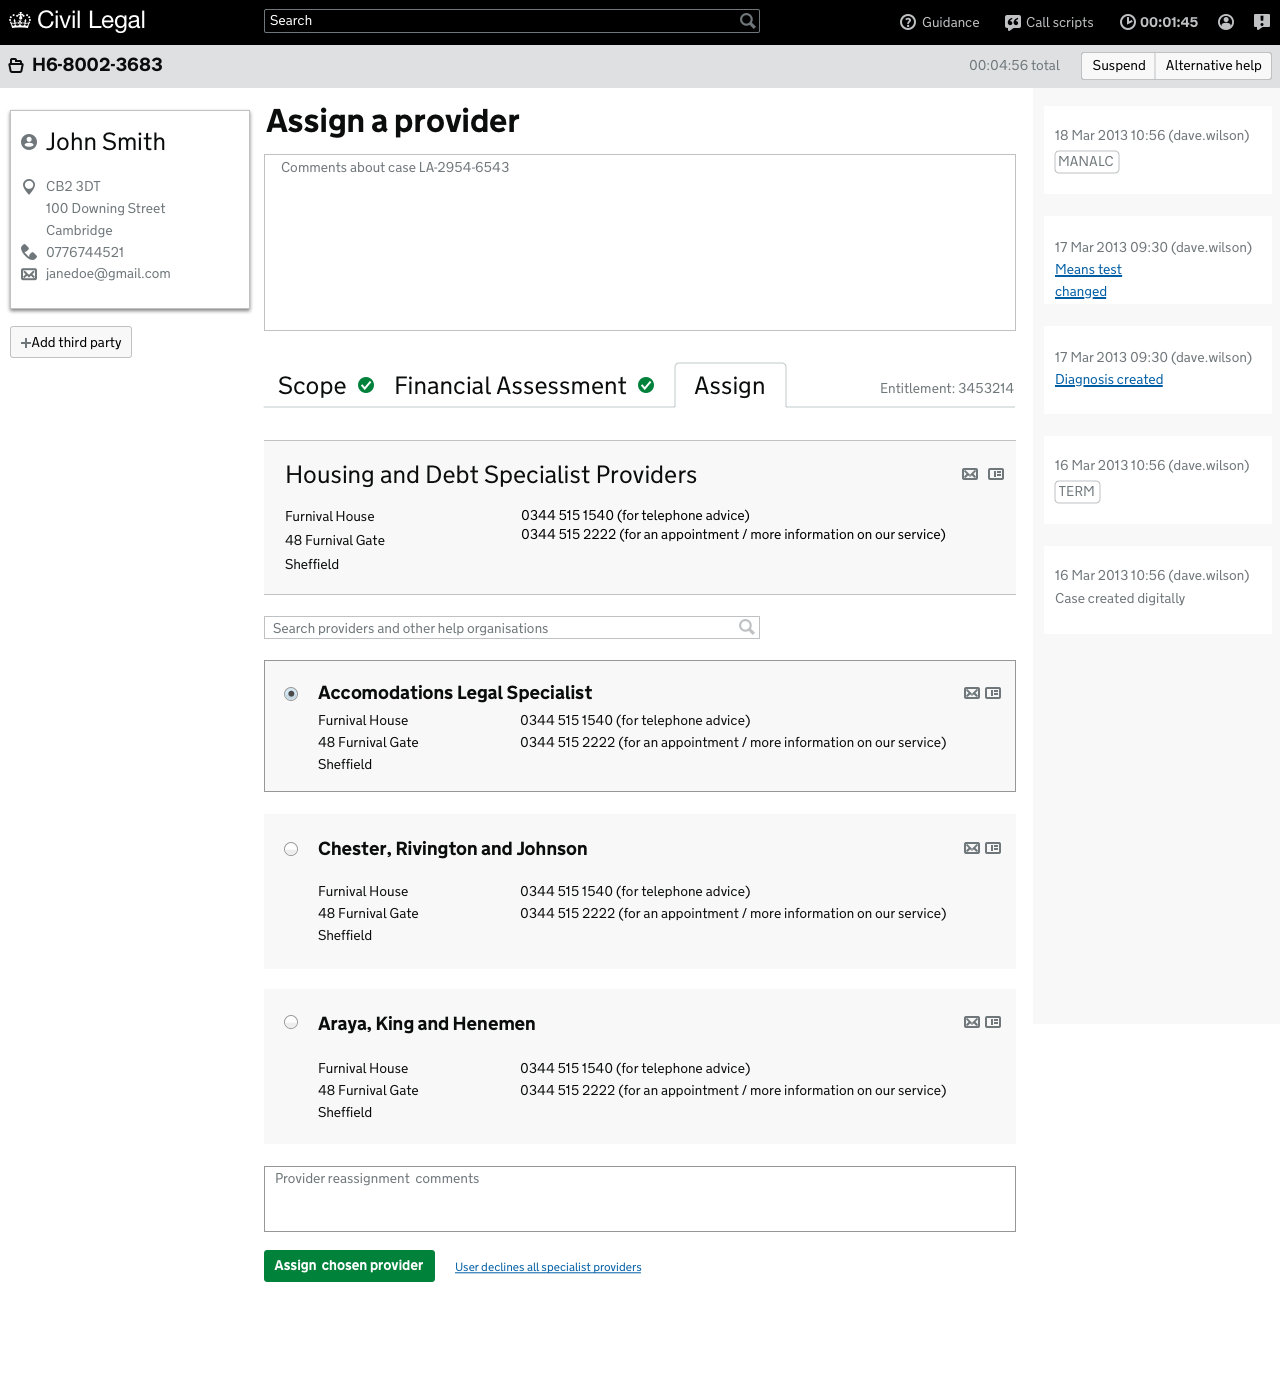 Civil Legal
Search
Guidance
Call scripts
00:01:45
H6-8002-3683
00:04:56 total
Suspend
Alternative help
John Smith
CB2 3DT
100 Downing Street
Cambridge
0776744521
janedoe@gmail.com
+Add third party
Assign a provider
Comments about case LA-2954-6543
Scope
Financial Assessment
Assign
Entitlement: 3453214
Housing and Debt Specialist Providers
Furnival House
48 Furnival Gate
Sheffield
0344 515 1540 (for telephone advice)
0344 515 2222 (for an appointment / more information on our service)
Search providers and other help organisations
Accomodations Legal Specialist
Furnival House
48 Furnival Gate
Sheffield
0344 515 1540 (for telephone advice)
0344 515 2222 (for an appointment / more information on our service)
Chester, Rivington and Johnson
Furnival House
48 Furnival Gate
Sheffield
0344 515 1540 (for telephone advice)
0344 515 2222 (for an appointment / more information on our service)
Araya, King and Henemen
Furnival House
48 Furnival Gate
Sheffield
0344 515 1540 (for telephone advice)
0344 515 2222 (for an appointment / more information on our service)
Provider reassignment comments
Assign chosen provider
User declines all specialist providers
18 Mar 2013 10:56 (dave.wilson)
MANALC
17 Mar 2013 09:30 (dave.wilson)
Means test
changed
17 Mar 2013 09:30 (dave.wilson)
Diagnosis created
16 Mar 2013 10:56 (dave.wilson)
TERM
16 Mar 2013 10:56 (dave.wilson)
Case created digitally